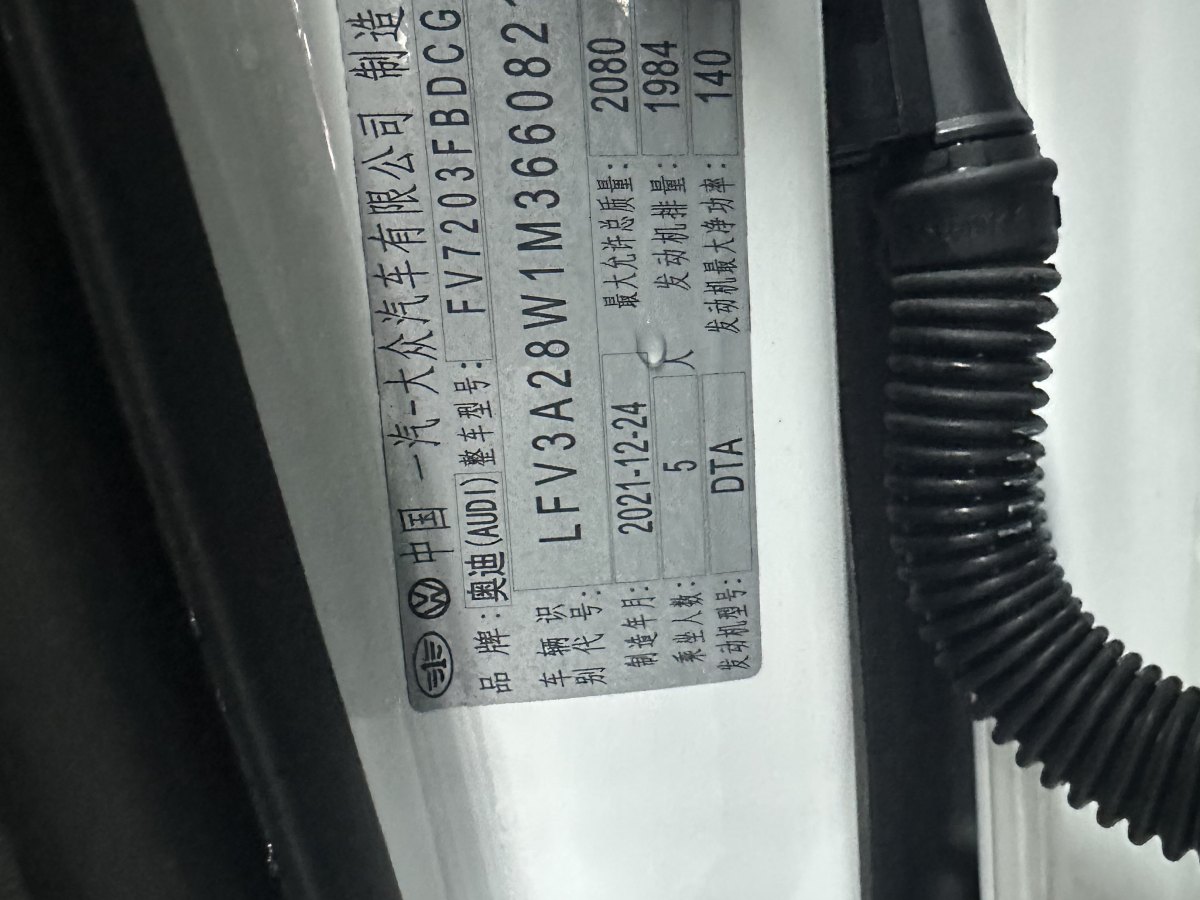 中国 一汽-大众汽车有限公司 制造
品牌: 奥迪(AUDI) 整车型号: FV7203FBDCG
车辆识别代号: LFV3A28W1M366082
制造年月: 2021-12-24 最大允许总质量: 2080
乘坐人数: 5 人 发动机排量: 1984
发动机型号: DTA 发动机最大净功率: 140